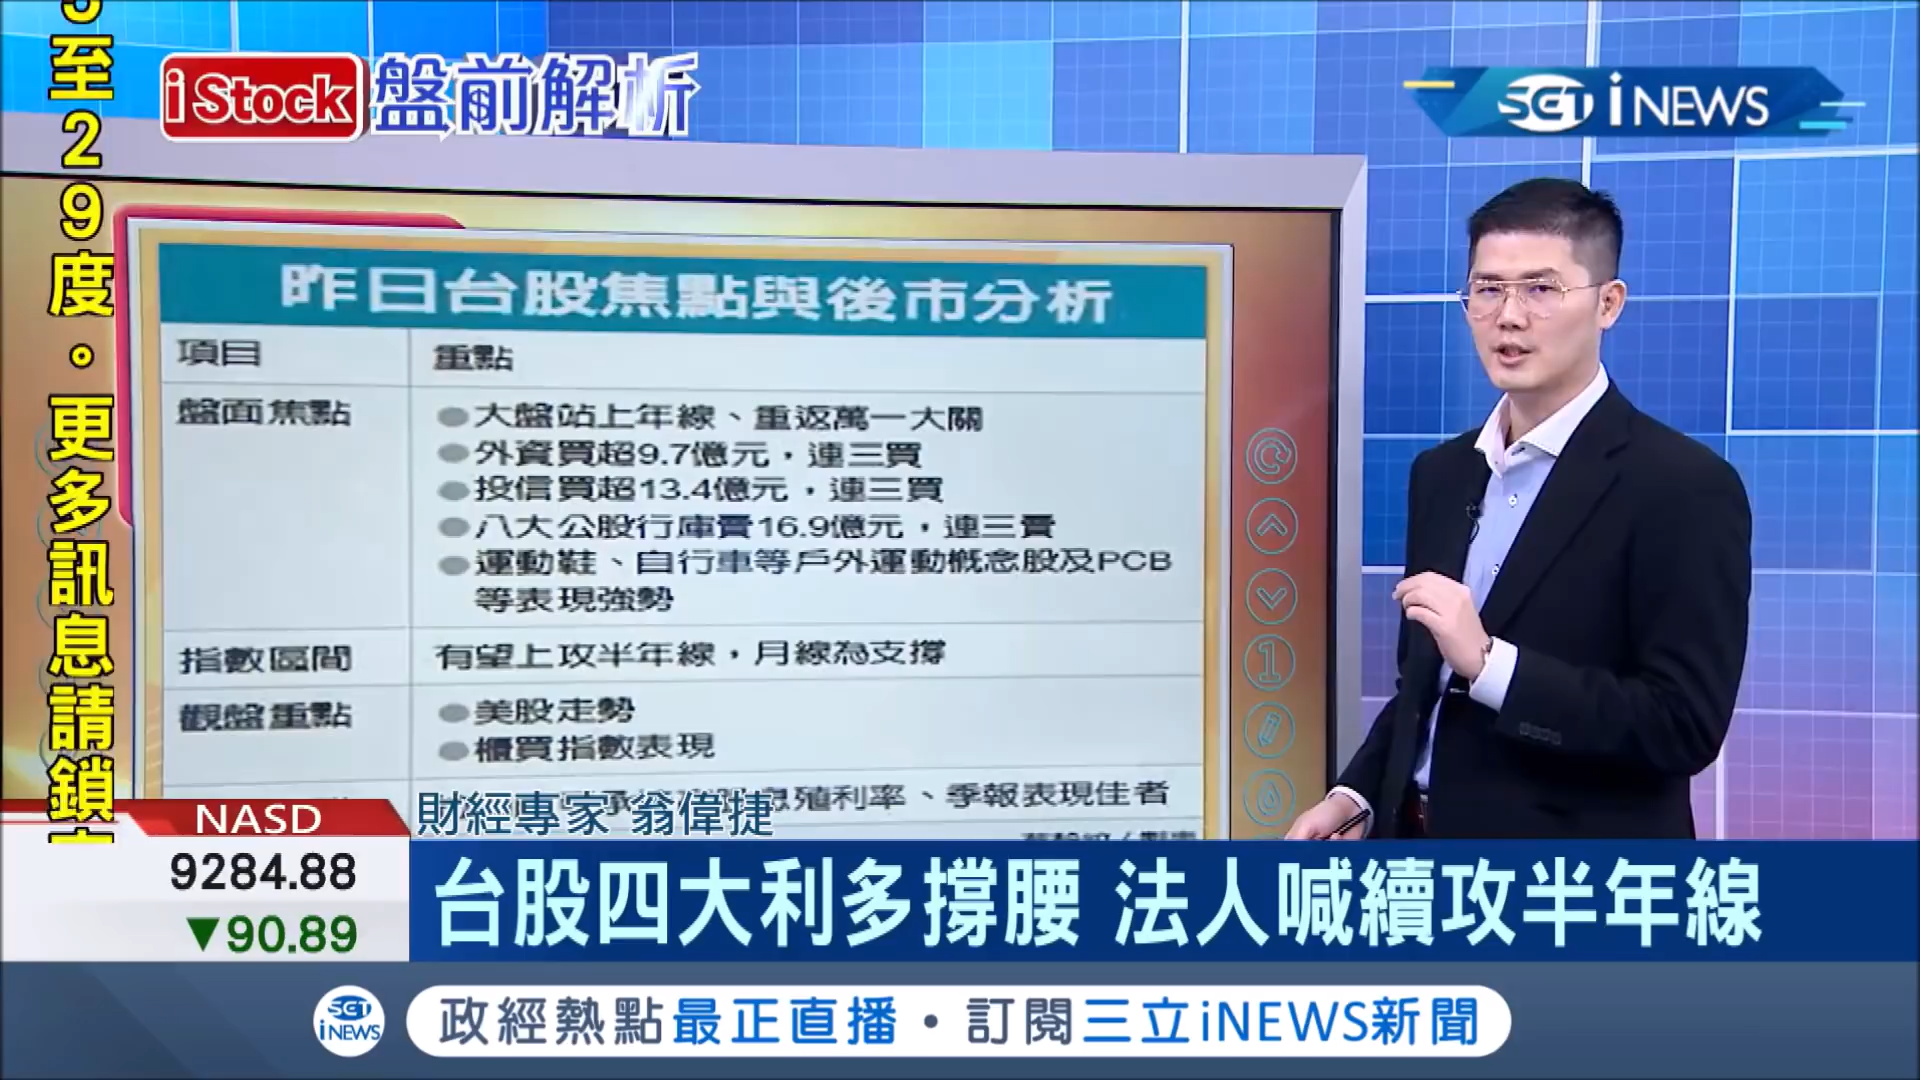 至29度。更多訊息請鎖
i Stock 盤前解析
SET iNEWS
昨日台股焦點與後市分析
項目 重點
盤面焦點
大盤站上年線、重返萬一大關
外資買超9.7億元，連三買
投信買超13.4億元，連三買
八大公股行庫賣16.9億元，連三賣
運動鞋、自行車等戶外運動概念股及PCB
等表現強勢
指數區間 有望上攻半年線，月線為支撐
觀盤重點
美股走勢
櫃買指數表現
息殖利率、季報表現佳者
1
財經專家 翁偉捷
NASD
9284.88
▼90.89
台股四大利多撐腰 法人喊續攻半年線
SET iNEWS
政經熱點最正直播・訂閱三立iNEWS新聞